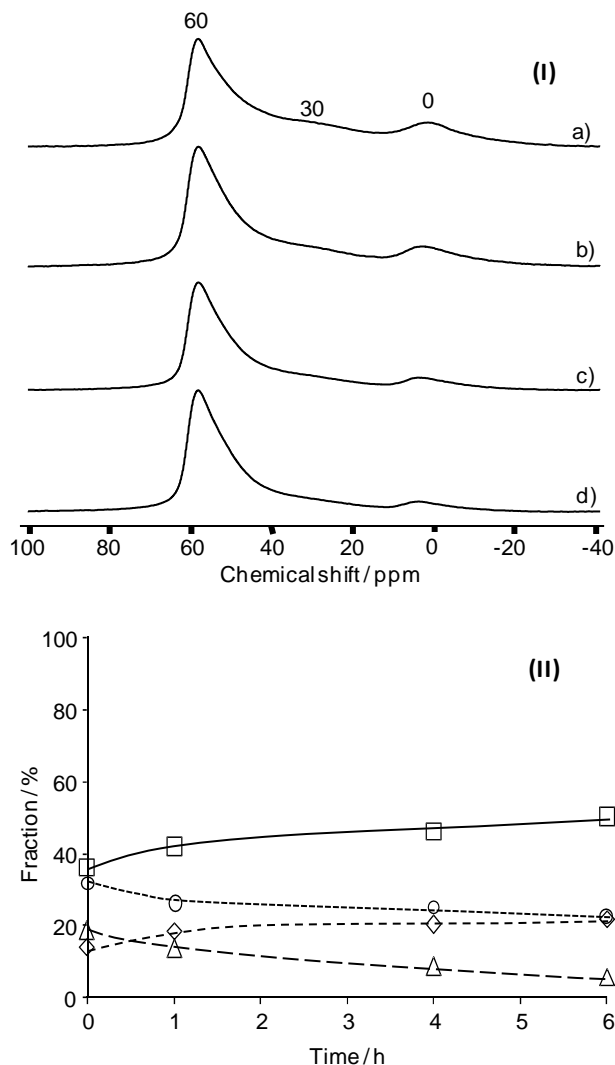 60
(I)
30
0
a)
b)
c)
d)
100 80 60 40 20 0 -20 -40
Chemical shift / ppm
100
(II)
80
60
40
20
0
Fraction / %
0 1 2 3 4 5 6
Time / h